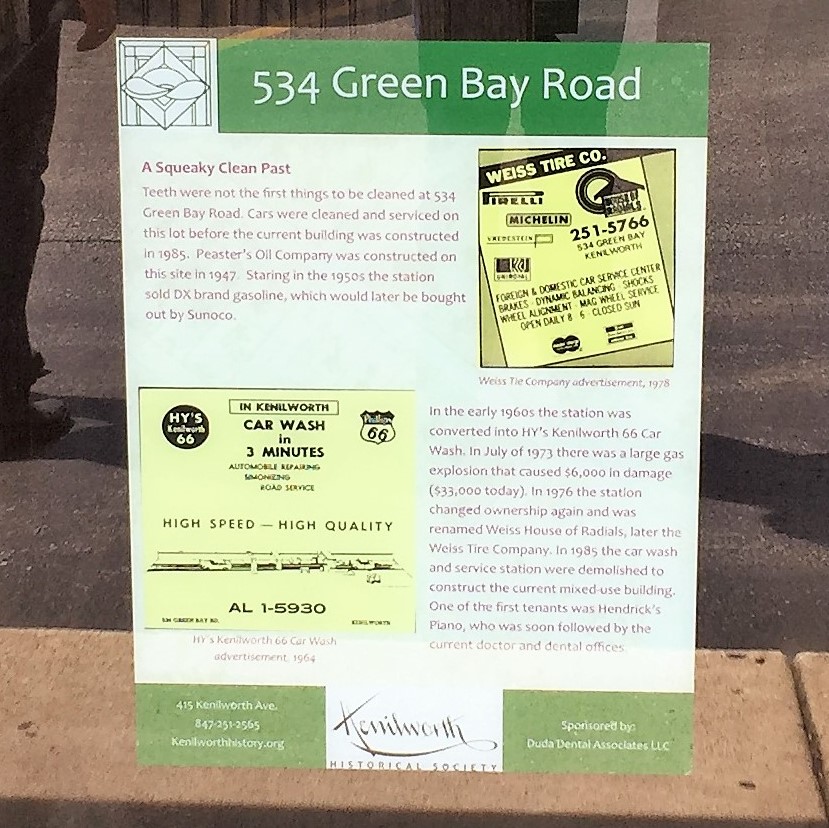 534 Green Bay Road
A Squeaky Clean Past
Teeth were not the first things to be cleaned at 534
Green Bay Road. Cars were cleaned and serviced on
this lot before the current building was constructed
in 1985. Peaster's Oil Company was constructed on
this site in 1947. Staring in the 1950s the station
sold DX brand gasoline, which would later be bought
out by Sunoco.
WEISS TIRE CO.
PIRELLI
HOUSE OF
RADIALS
MICHELIN
251-5766
VREDESTEIN
534 GREEN BAY
KENILWORTH
UNIROYAL
FOREIGN & DOMESTIC CAR SERVICE CENTER
BRAKES - DYNAMIC BALANCING - SHOCKS
WHEEL ALIGNMENT - MAG WHEEL SERVICE
OPEN DAILY 8 6 - CLOSED SUN
Weiss Tie Company advertisement, 1978
HY'S
Kenilworth
66
IN KENILWORTH
CAR WASH
in
3 MINUTES
Phillips
66
AUTOMOBILE REPAIRING
SIMONIZING
ROAD SERVICE
HIGH SPEED — HIGH QUALITY
AL 1-5930
534 GREEN BAY RD.
KENILWORTH
HY's Kenilworth 66 Car Wash
advertisement, 1964
In the early 1960s the station was
converted into HY's Kenilworth 66 Car
Wash. In July of 1973 there was a large gas
explosion that caused $6,000 in damage
($33,000 today). In 1976 the station
changed ownership again and was
renamed Weiss House of Radials, later the
Weiss Tire Company. In 1985 the car wash
and service station were demolished to
construct the current mixed-use building.
One of the first tenants was Hendrick's
Piano, who was soon followed by the
current doctor and dental offices.
415 Kenilworth Ave.
847-251-2565
Kenilworthhistory.org
Kenilworth
HISTORICAL SOCIETY
Sponsored by:
Duda Dental Associates LLC